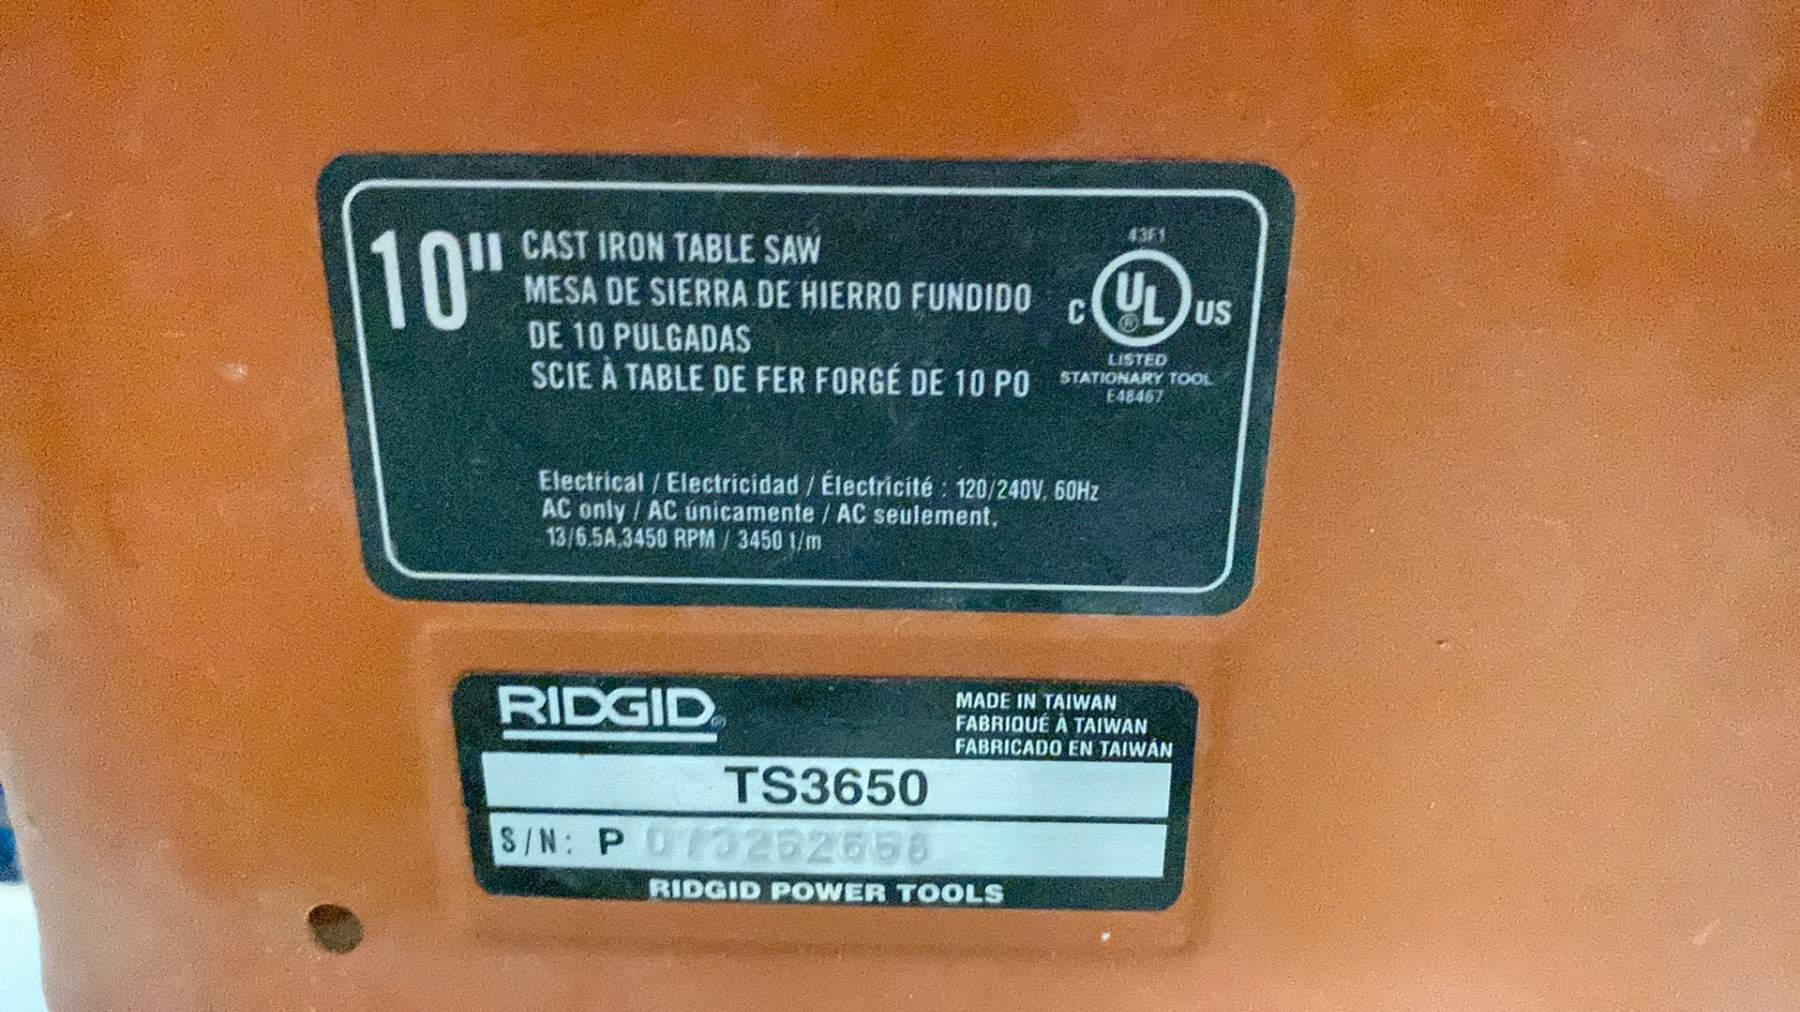 10"
CAST IRON TABLE SAW
MESA DE SIERRA DE HIERRO FUNDIDO
DE 10 PULGADAS
SCIE À TABLE DE FER FORGÉ DE 10 PO
43F1
C UL ® US
LISTED
STATIONARY TOOL
E48467
Electrical / Electricidad / Électricité : 120/240V, 60Hz
AC only / AC únicamente / AC seulement,
13/6.5A,3450 RPM / 3450 t/m
RIDGID®
MADE IN TAIWAN
FABRIQUÉ À TAIWAN
FABRICADO EN TAIWÁN
TS3650
S/N: P
RIDGID POWER TOOLS